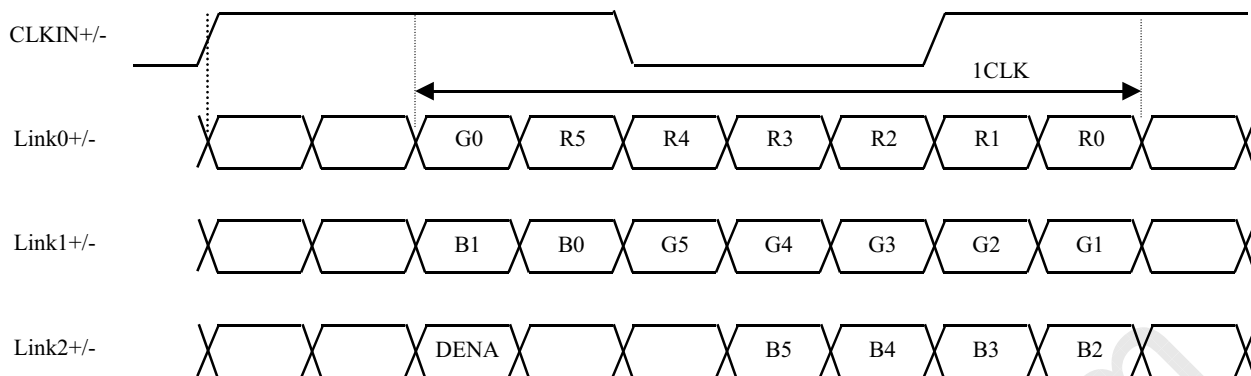 CLKIN+/-
1CLK
Link0+/- G0 R5 R4 R3 R2 R1 R0
Link1+/- B1 B0 G5 G4 G3 G2 G1
Link2+/- DENA B5 B4 B3 B2